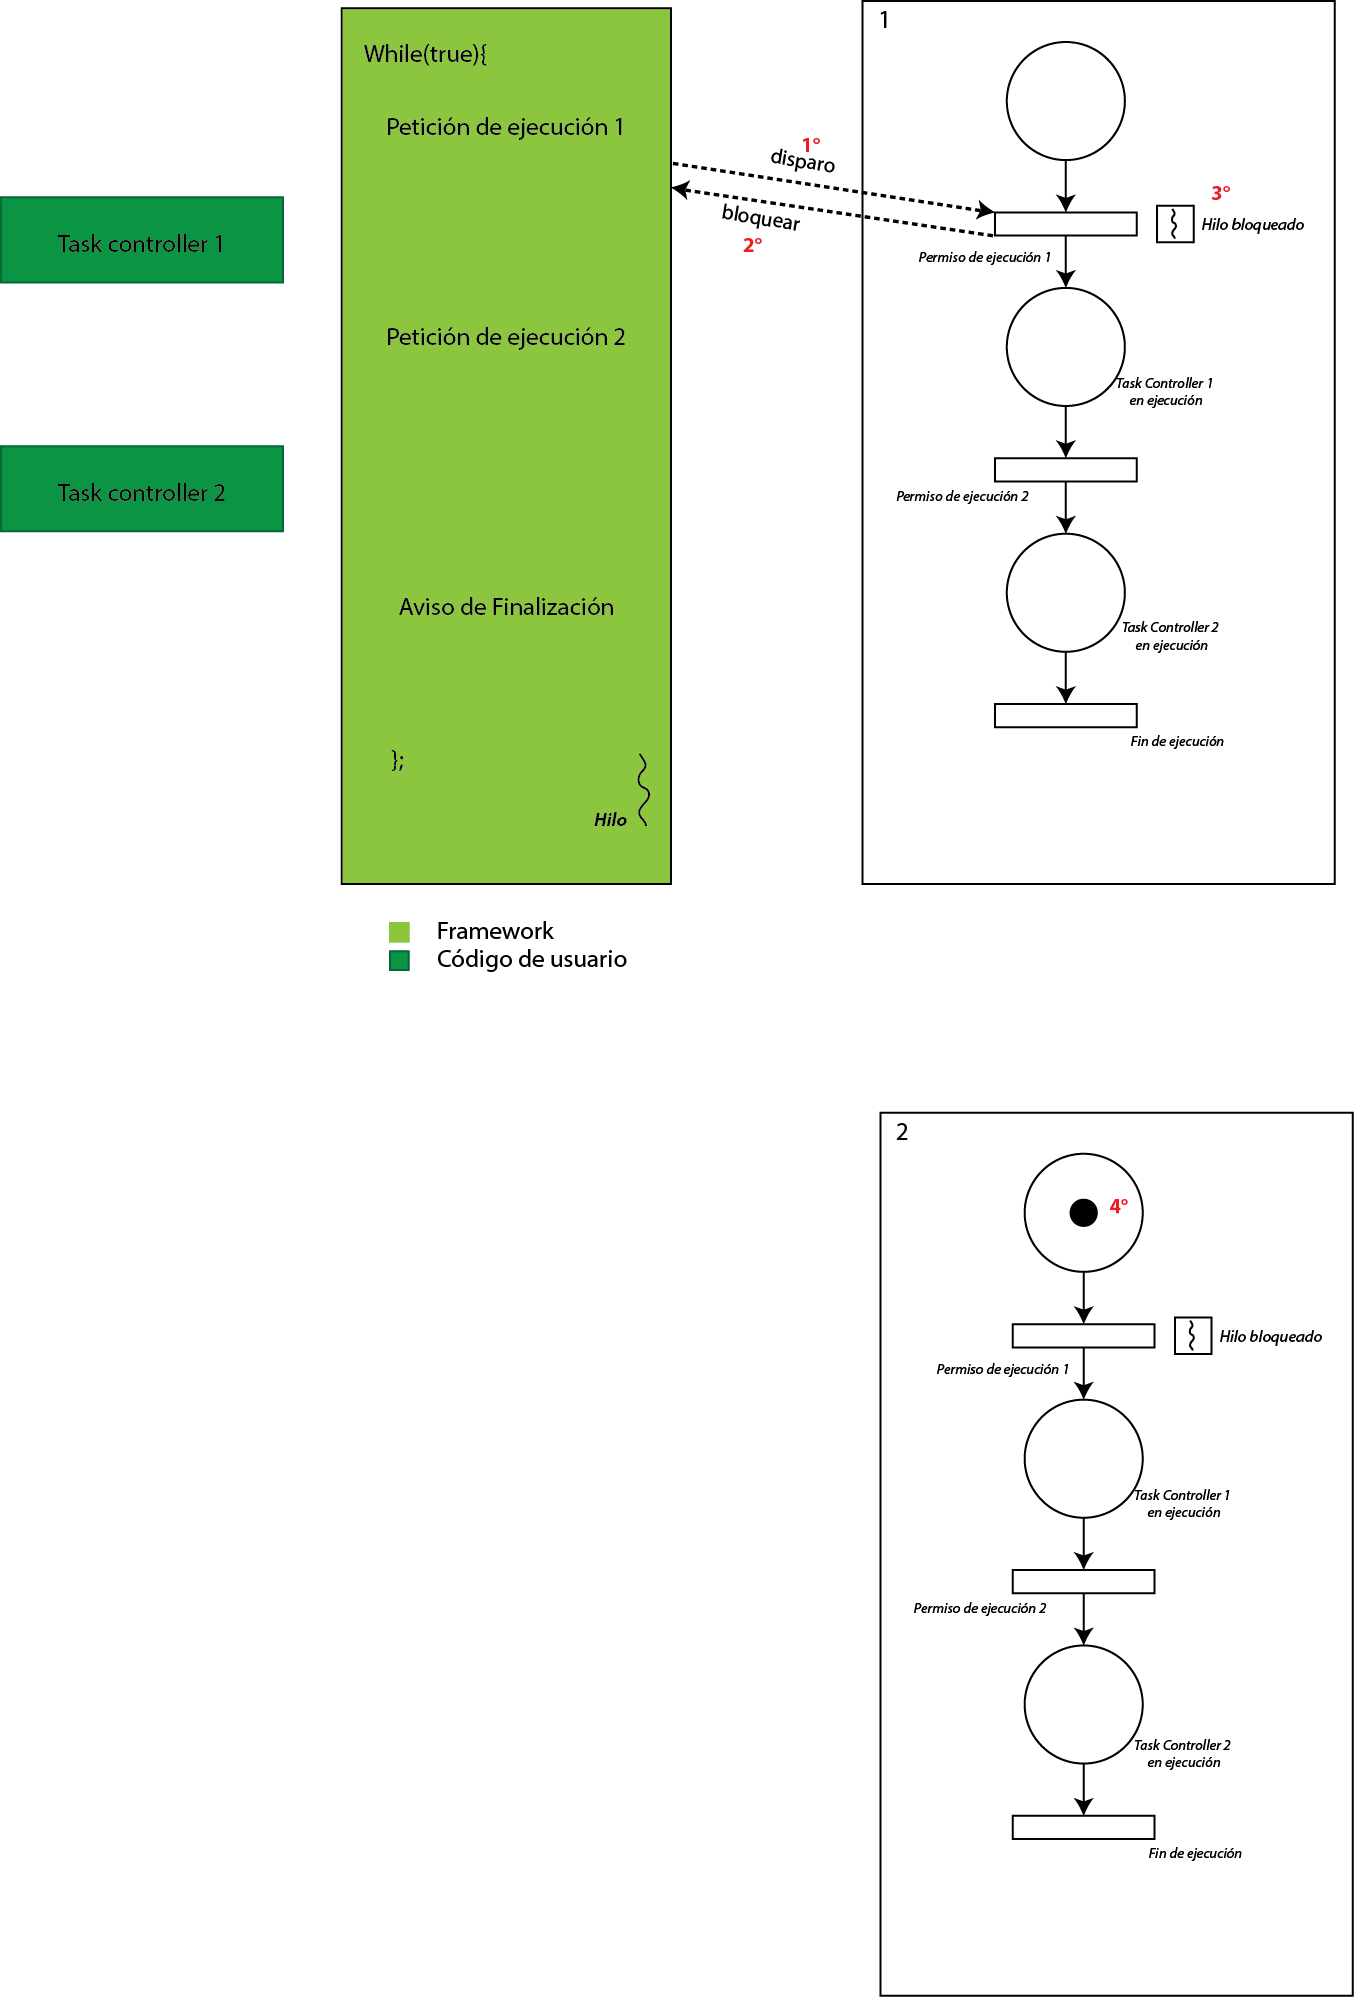 While(true){
Petición de ejecución 1
Task controller 1
Petición de ejecución 2
Task controller 2
Aviso de Finalización
};
Hilo
Framework
Código de usuario
1°
disparo
bloquear
2°
1
3°
Hilo bloqueado
Permiso de ejecución 1
Task Controller 1
en ejecución
Permiso de ejecución 2
Task Controller 2
en ejecución
Fin de ejecución
2
4°
Hilo bloqueado
Permiso de ejecución 1
Task Controller 1
en ejecución
Permiso de ejecución 2
Task Controller 2
en ejecución
Fin de ejecución